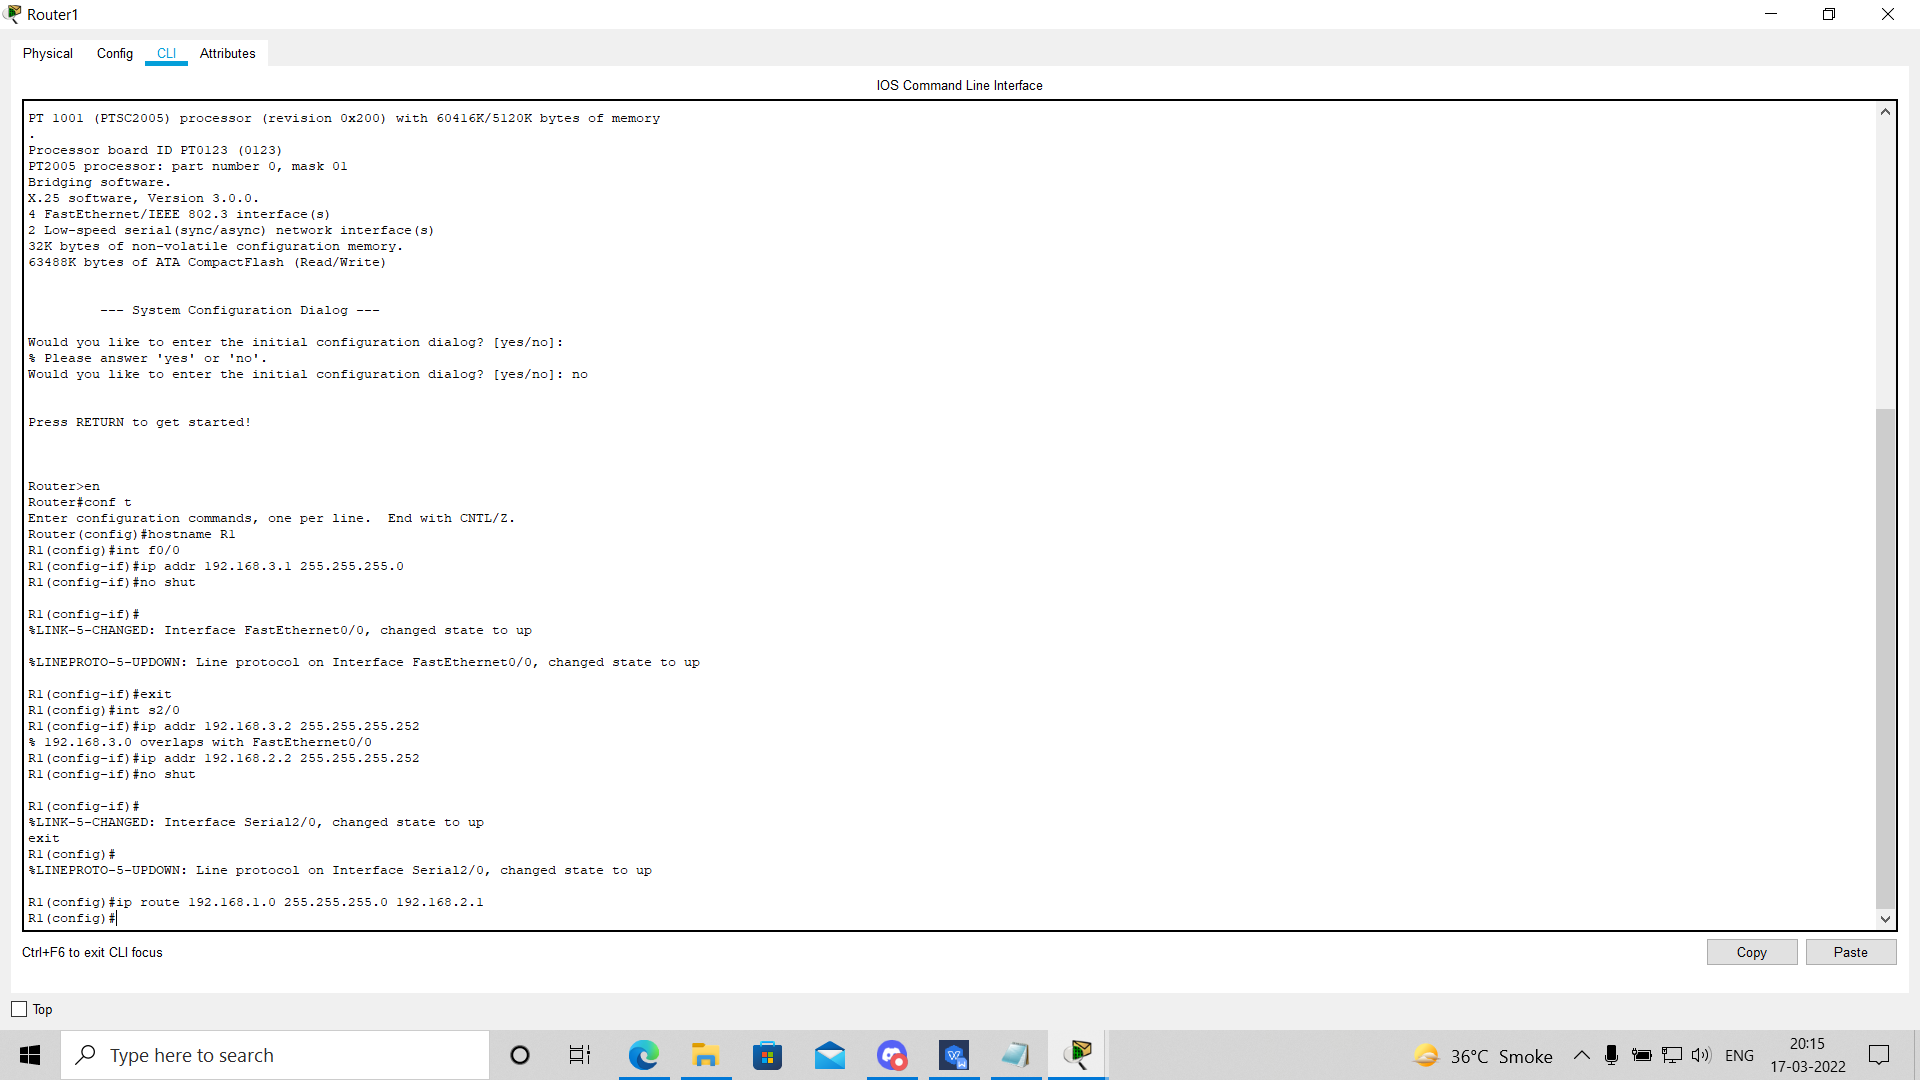 Router1
Physical Config CLI Attributes
IOS Command Line Interface
PT 1001 (PTSC2005) processor (revision 0x200) with 60416K/5120K bytes of memory
.
Processor board ID PT0123 (0123)
PT2005 processor: part number 0, mask 01
Bridging software.
X.25 software, Version 3.0.0.
4 FastEthernet/IEEE 802.3 interface(s)
2 Low-speed serial(sync/async) network interface(s)
32K bytes of non-volatile configuration memory.
63488K bytes of ATA CompactFlash (Read/Write)
--- System Configuration Dialog ---
Would you like to enter the initial configuration dialog? [yes/no]:
% Please answer 'yes' or 'no'.
Would you like to enter the initial configuration dialog? [yes/no]: no
Press RETURN to get started!
Router>en
Router#conf t
Enter configuration commands, one per line.  End with CNTL/Z.
Router(config)#hostname R1
R1(config)#int f0/0
R1(config-if)#ip addr 192.168.3.1 255.255.255.0
R1(config-if)#no shut
R1(config-if)#
%LINK-5-CHANGED: Interface FastEthernet0/0, changed state to up
%LINEPROTO-5-UPDOWN: Line protocol on Interface FastEthernet0/0, changed state to up
R1(config-if)#exit
R1(config)#int s2/0
R1(config-if)#ip addr 192.168.3.2 255.255.255.252
% 192.168.3.0 overlaps with FastEthernet0/0
R1(config-if)#ip addr 192.168.2.2 255.255.255.252
R1(config-if)#no shut
R1(config-if)#
%LINK-5-CHANGED: Interface Serial2/0, changed state to up
exit
R1(config)#
%LINEPROTO-5-UPDOWN: Line protocol on Interface Serial2/0, changed state to up
R1(config)#ip route 192.168.1.0 255.255.255.0 192.168.2.1
R1(config)#
Ctrl+F6 to exit CLI focus
Copy Paste
Top
Type here to search
36°C Smoke
ENG
20:15
17-03-2022